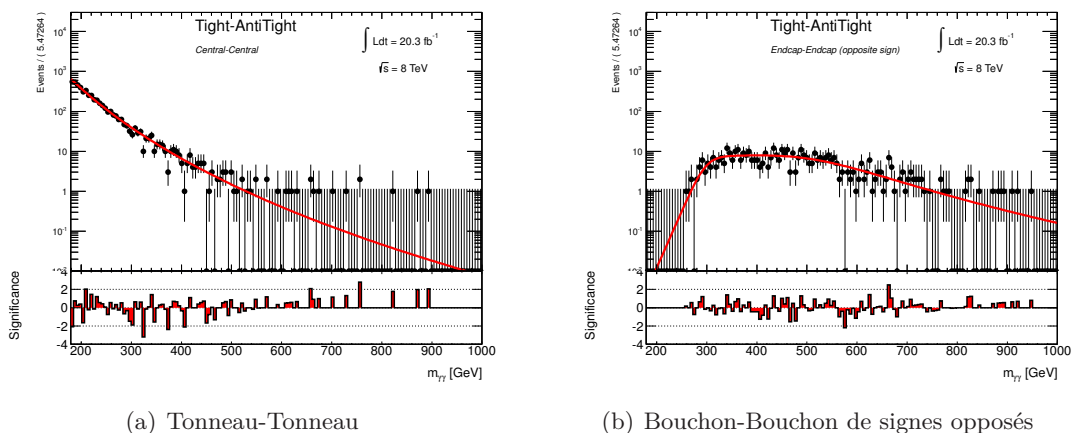 Tight-AntiTight
Central-Central
∫ Ldt = 20.3 fb⁻¹
√s = 8 TeV
Events / ( 5.47264 )
10⁴
10³
10²
10
1
10⁻¹
Significance
2
0
-2
-4
200 300 400 500 600 700 800 900 1000
m_γγ [GeV]
(a) Tonneau-Tonneau
Tight-AntiTight
Endcap-Endcap (opposite sign)
∫ Ldt = 20.3 fb⁻¹
√s = 8 TeV
Events / ( 5.47264 )
10⁴
10³
10²
10
1
10⁻¹
Significance
4
2
0
-2
-4
200 300 400 500 600 700 800 900 1000
m_γγ [GeV]
(b) Bouchon-Bouchon de signes opposés